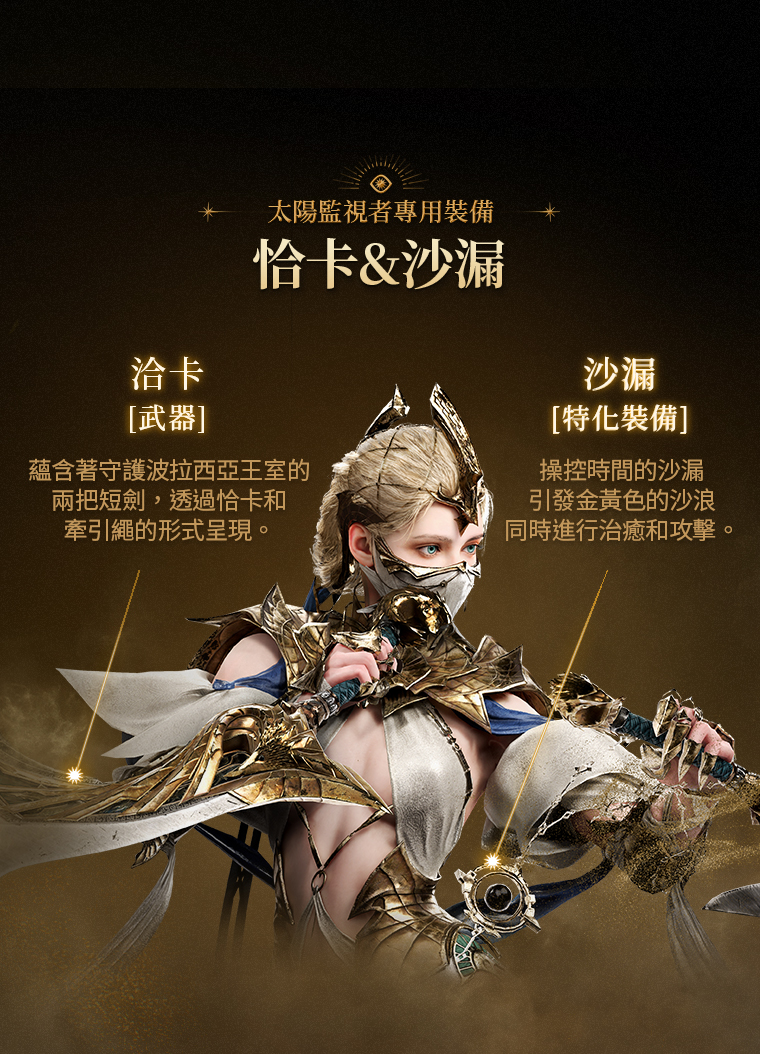 太陽監視者專用裝備
恰卡&沙漏
洽卡
[武器]
蘊含著守護波拉西亞王室的
兩把短劍，透過恰卡和
牽引繩的形式呈現。
沙漏
[特化裝備]
操控時間的沙漏
引發金黃色的沙浪
同時進行治癒和攻擊。